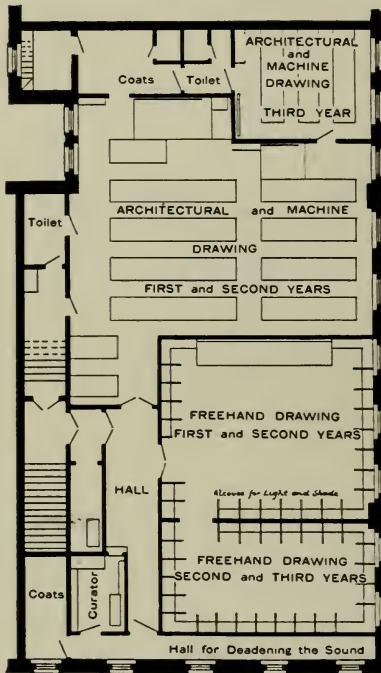 ARCHITECTURAL
and
MACHINE
DRAWING
THIRD YEAR
Coats
Toilet
Toilet
ARCHITECTURAL and MACHINE
DRAWING
FIRST and SECOND YEARS
FREEHAND DRAWING
FIRST and SECOND YEARS
HALL
Alcoves for Light and Shade
FREEHAND DRAWING
SECOND and THIRD YEARS
Coats
Curator
Hall for Deadening the Sound